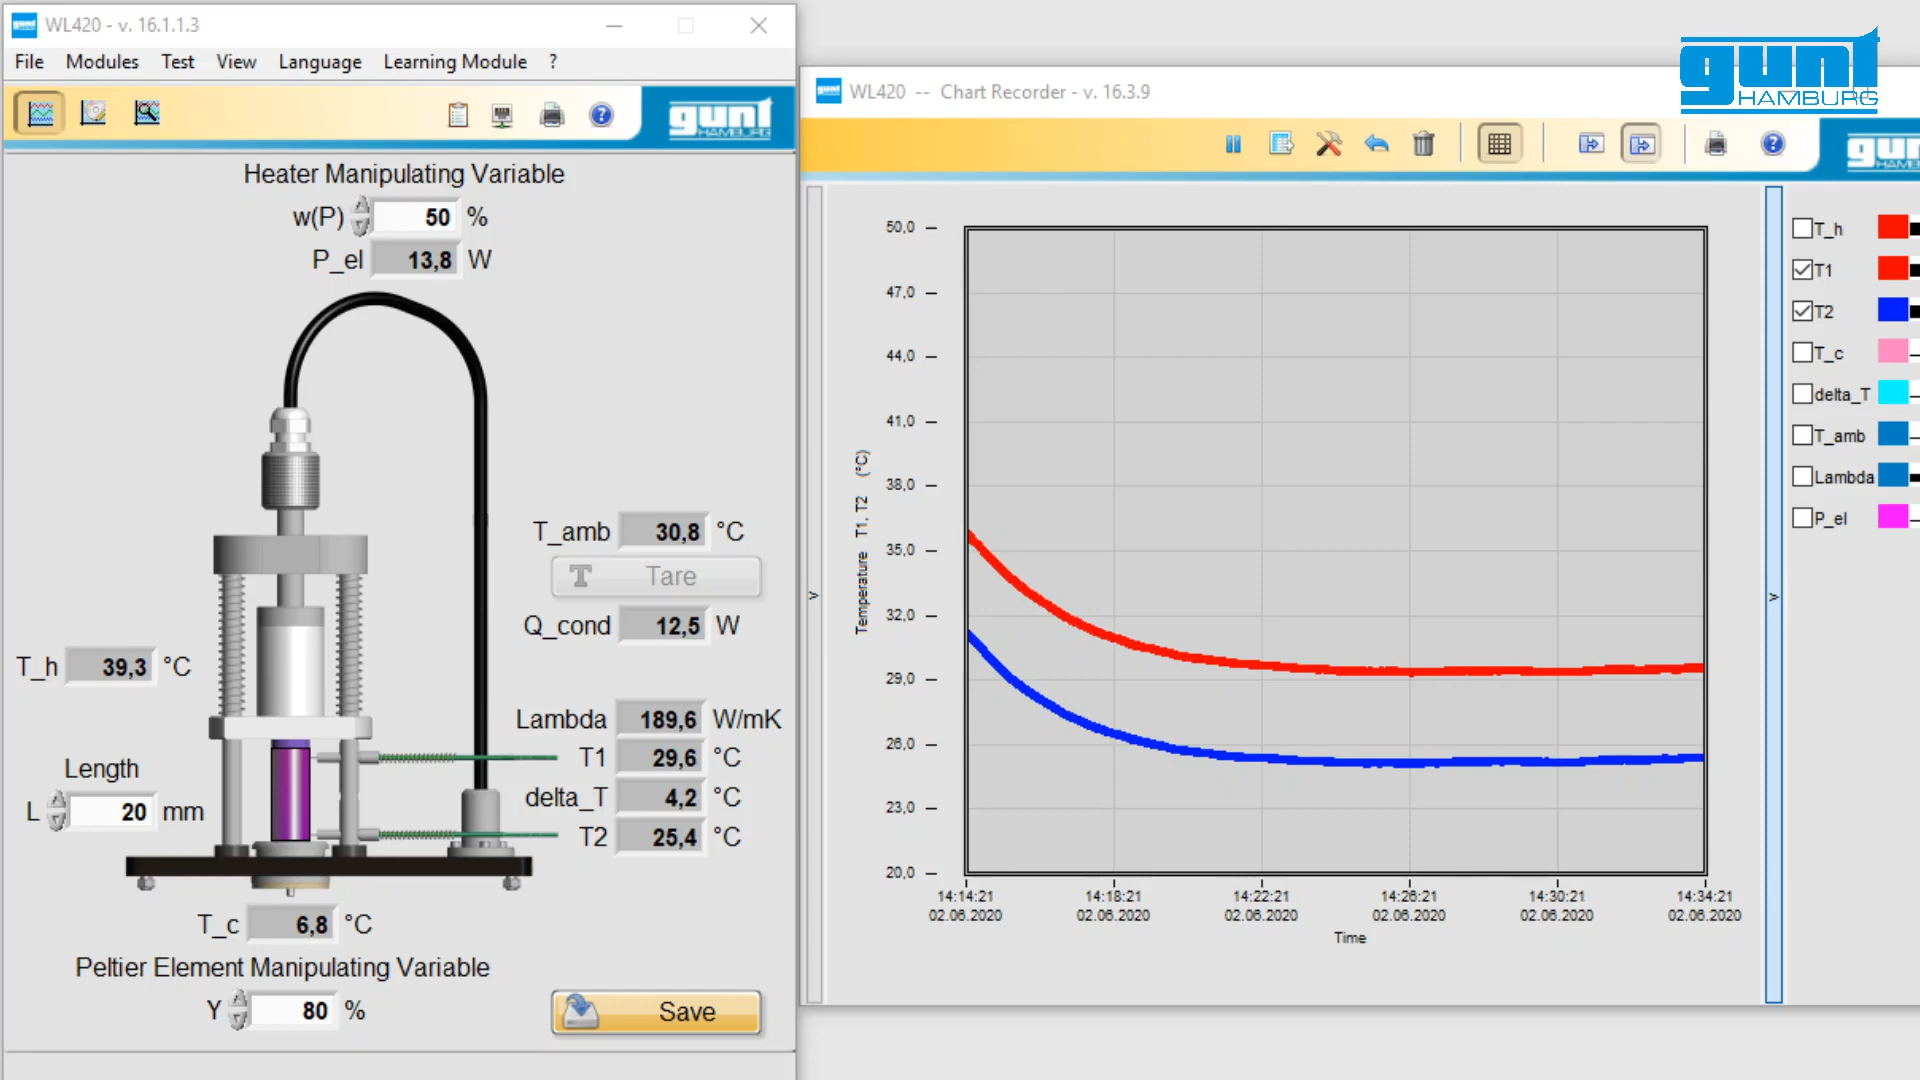 WL420 - v. 16.1.1.3
File Modules Test View Language Learning Module ?
gunt
HAMBURG
Heater Manipulating Variable
w(P) 50 %
P_el 13,8 W
T_amb 30,8 °C
T Tare
Q_cond 12,5 W
T_h 39,3 °C
Lambda 189,6 W/mK
T1 29,6 °C
Length
delta_T 4,2 °C
L 20 mm
T2 25,4 °C
T_c 6,8 °C
Peltier Element Manipulating Variable
Y 80 %
Save
gunt
HAMBURG
WL420 -- Chart Recorder - v. 16.3.9
Temperature T1, T2 (°C)
50,0
47,0
44,0
41,0
38,0
35,0
32,0
29,0
26,0
23,0
20,0
14:14:21 14:18:21 14:22:21 14:26:21 14:30:21 14:34:21
02.06.2020 02.06.2020 02.06.2020 02.06.2020 02.06.2020 02.06.2020
Time
T_h
T1
T2
T_c
delta_T
T_amb
Lambda
P_el